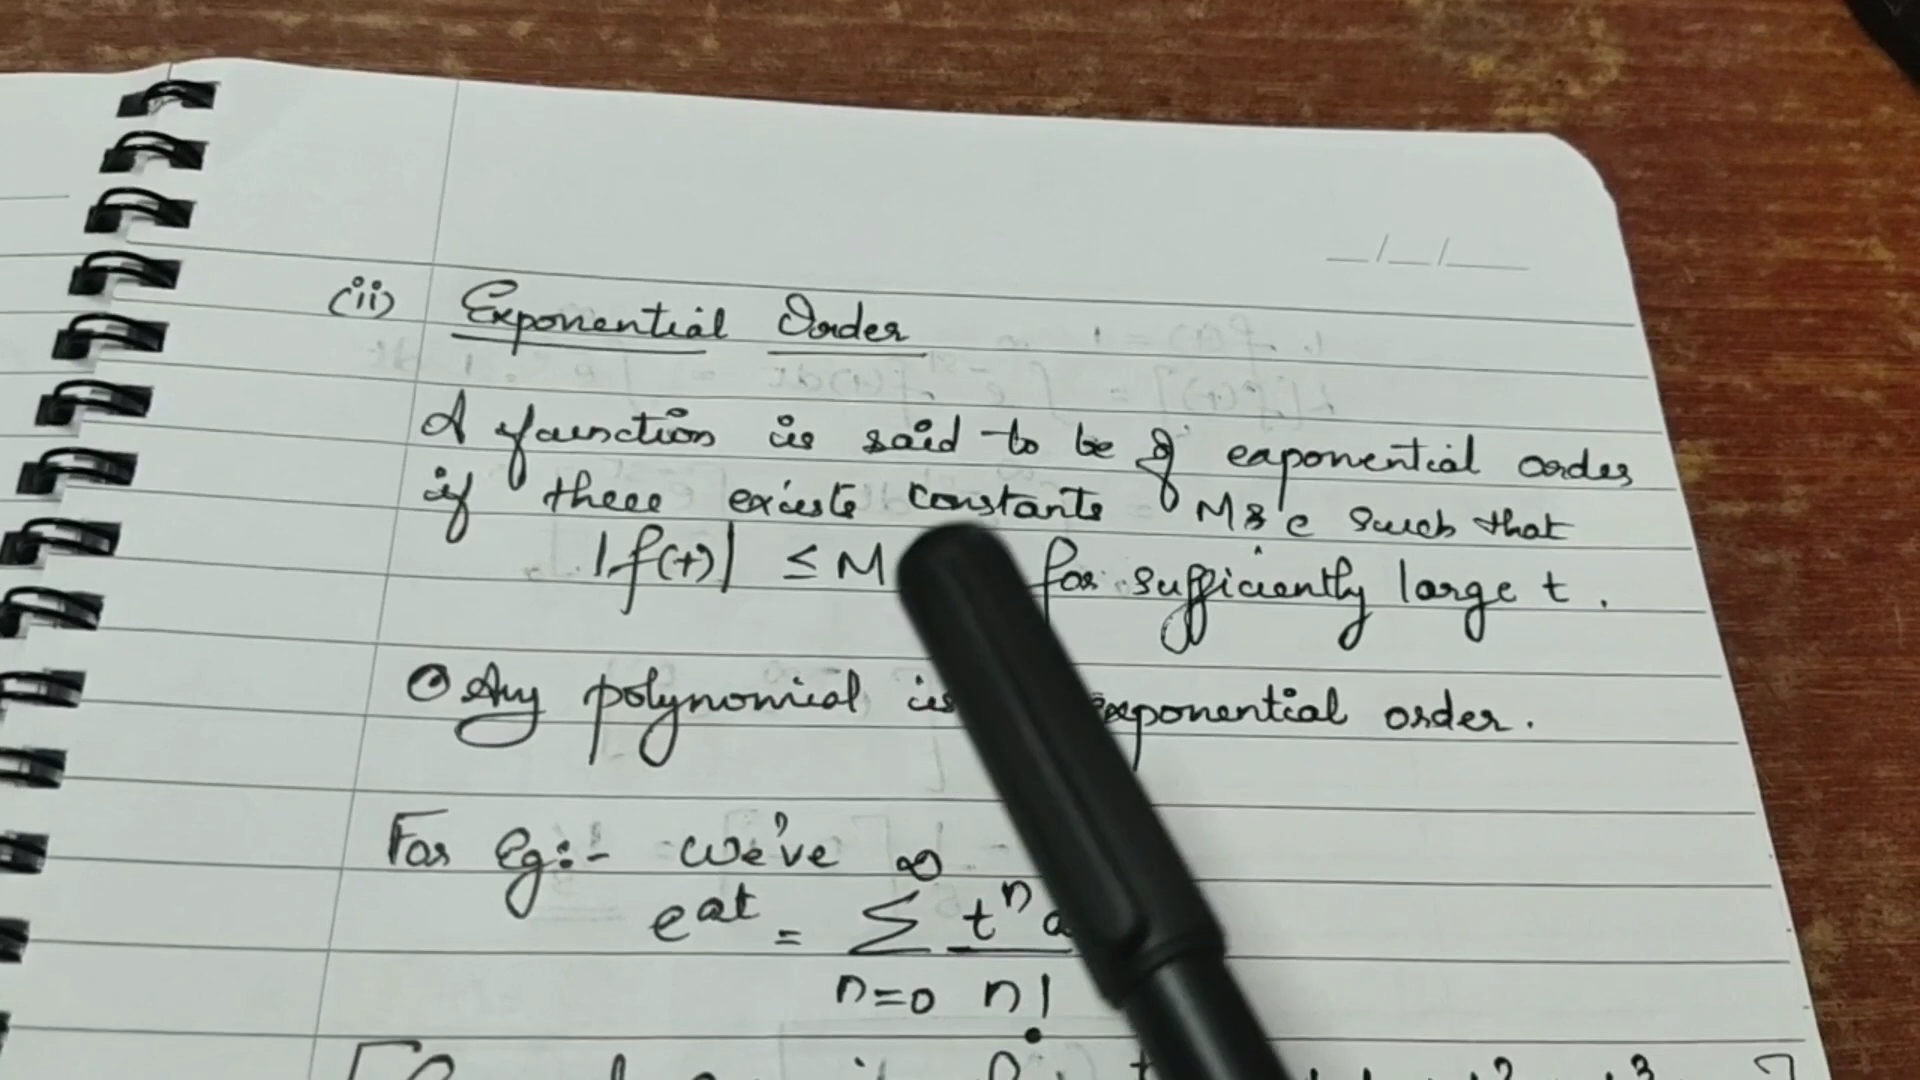 (ii) Exponential Order
A function is said to be of exponential order
if there exists constants M & c such that
|f(t)| ≤ M for sufficiently large t.
Any polynomial is exponential order.
For Eg:- We've
∞
e^at = Σ t^n a
n=0 n!